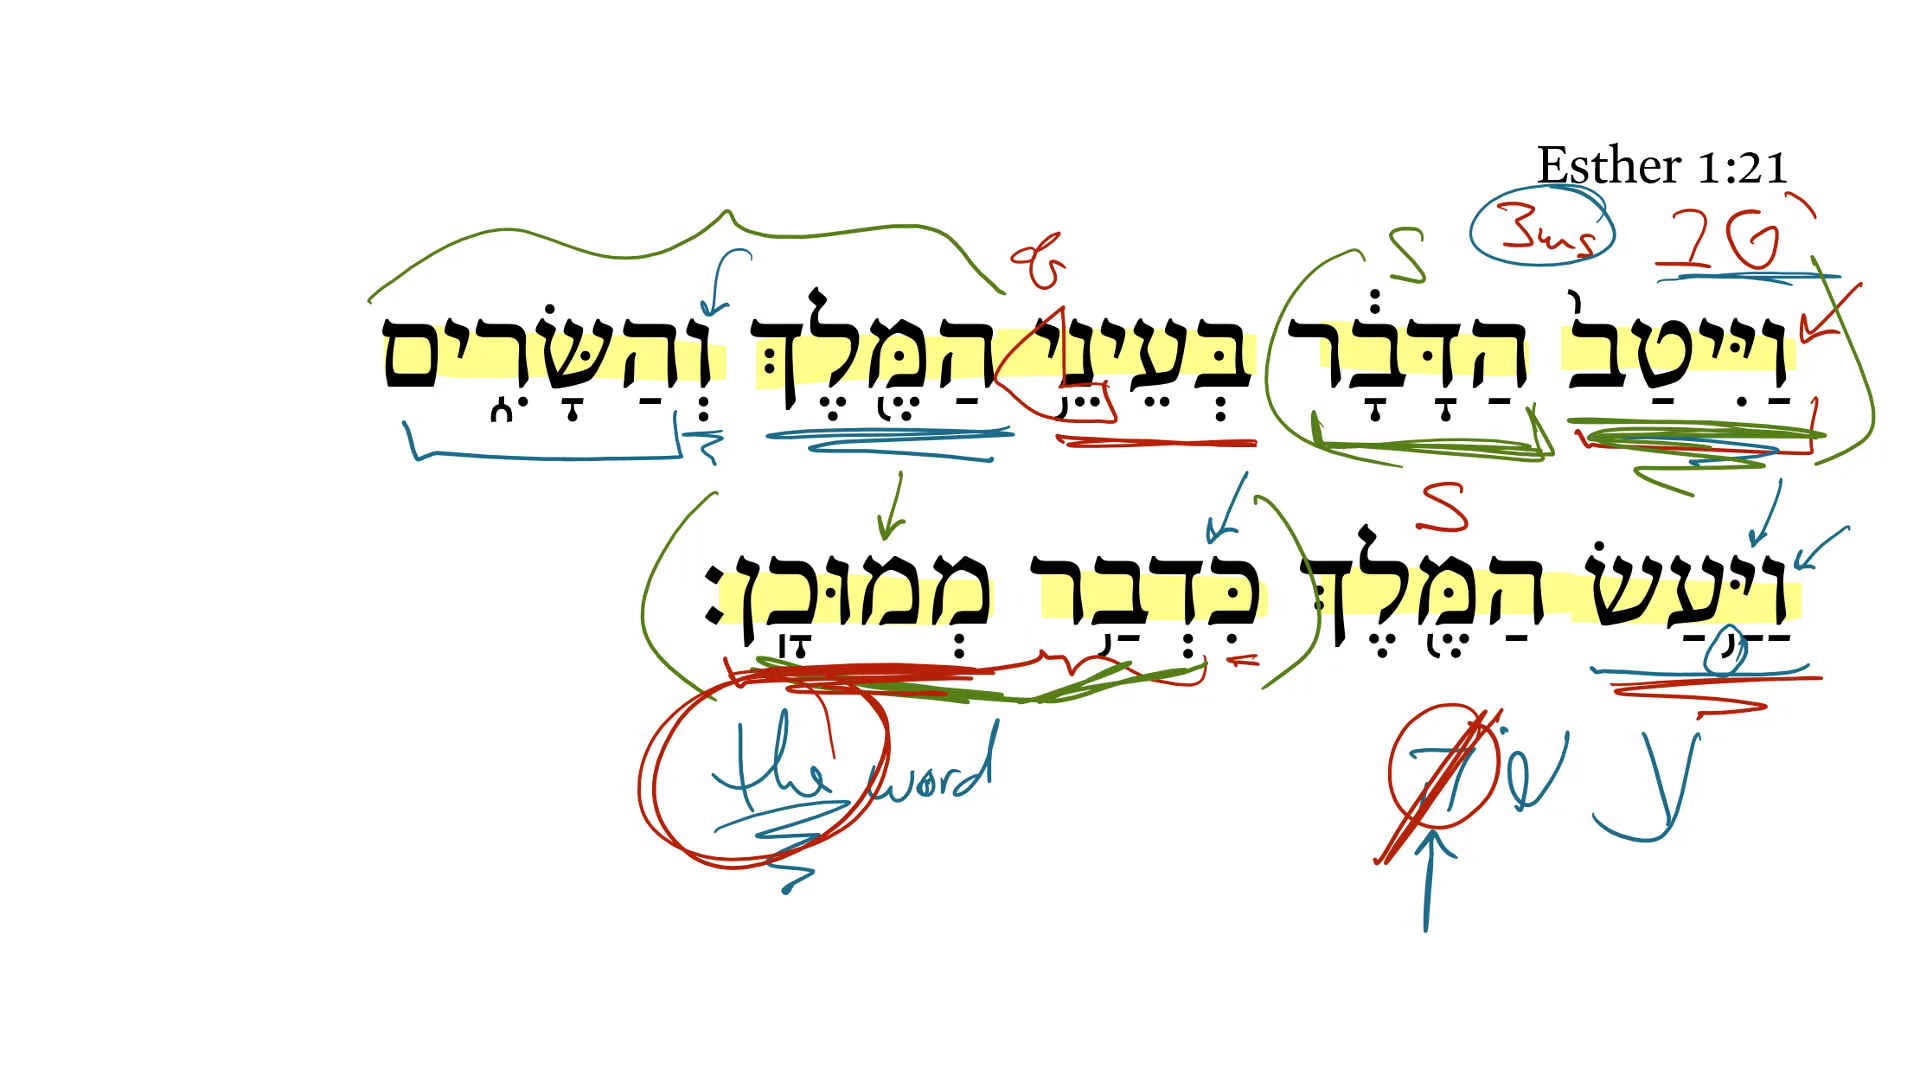 Esther 1:21
3ms
S
וַיִּיטַב֙ הַדָּבָ֔ר בְּעֵינֵ֥י הַמֶּ֖לֶךְ וְהַשָּׂרִ֑ים
S
וַיַּ֥עַשׂ הַמֶּ֖לֶךְ כִּדְבַ֥ר מְמוּכָֽן׃
the word